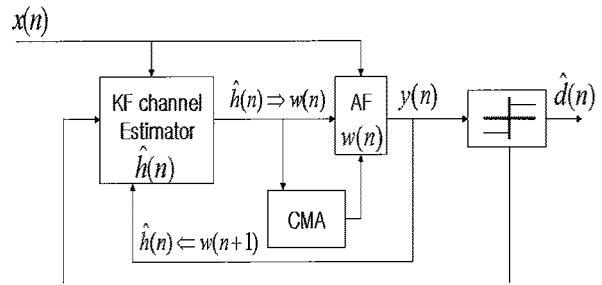 x(n)
KF channel
Estimator
ĥ(n)
ĥ(n) ⇒ w(n)
AF
w(n)
y(n)
d̂(n)
CMA
ĥ(n) ⇐ w(n+1)